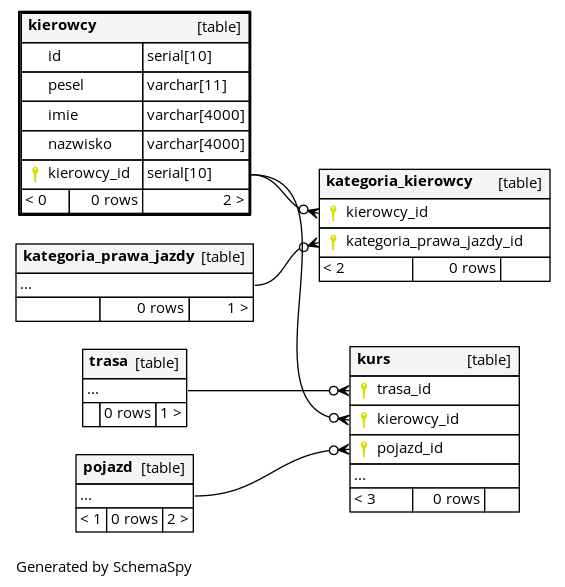 kierowcy [table]
id serial[10]
pesel varchar[11]
imie varchar[4000]
nazwisko varchar[4000]
kierowcy_id serial[10]
< 0 0 rows 2 >
kategoria_kierowcy [table]
kierowcy_id
kategoria_prawa_jazdy_id
< 2 0 rows
kategoria_prawa_jazdy [table]
...
0 rows 1 >
trasa [table]
...
0 rows 1 >
kurs [table]
trasa_id
kierowcy_id
pojazd_id
...
< 3 0 rows
pojazd [table]
...
< 1 0 rows 2 >
Generated by SchemaSpy